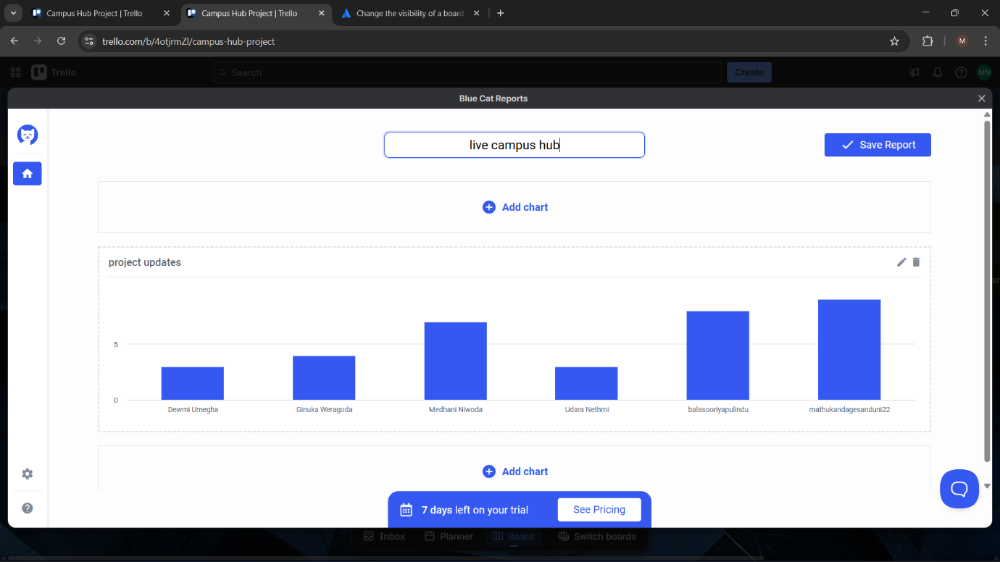 Campus Hub Project | Trello
Campus Hub Project | Trello
Change the visibility of a board
trello.com/b/4otjrmZl/campus-hub-project
M
Trello
Search
Create
MN
Blue Cat Reports
live campus hub
Save Report
Add chart
project updates
5
0
Dewmi Umegha
Ginuka Weragoda
Medhani Niwoda
Udara Nethmi
balasooriyapulindu
mathukandagesanduni22
Add chart
7 days left on your trial
See Pricing
Inbox
Planner
Board
Switch boards